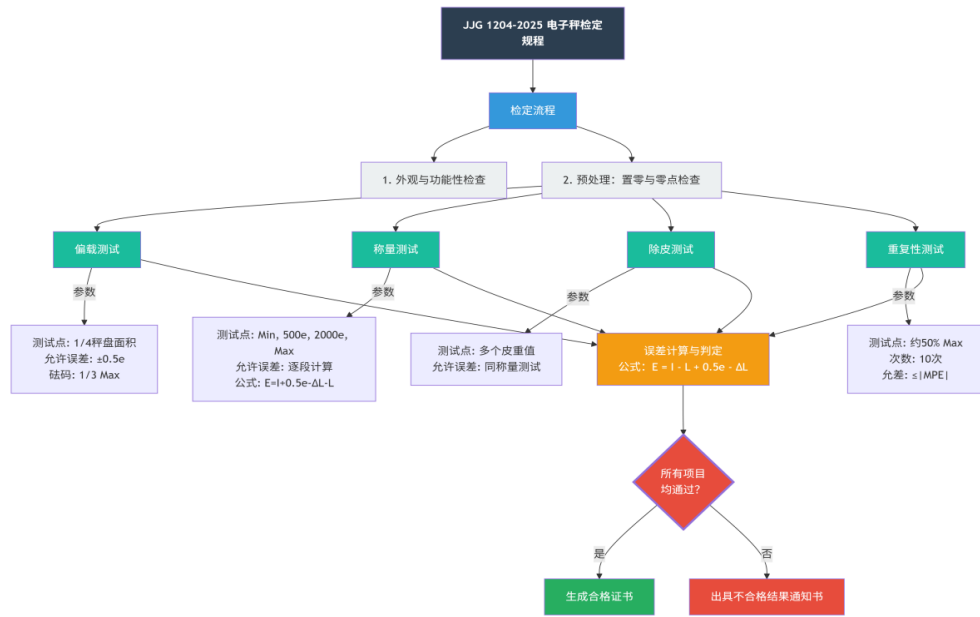 JJG 1204-2025 电子秤检定
规程
检定流程
1. 外观与功能性检查
2. 预处理：置零与零点检查
偏载测试
称量测试
除皮测试
重复性测试
参数
参数
参数
参数
测试点: 1/4秤盘面积
允许误差: ±0.5e
砝码: 1/3 Max
测试点: Min, 500e, 2000e,
Max
允许误差: 逐段计算
公式: E=I+0.5e-ΔL-L
测试点: 多个皮重值
允许误差: 同称量测试
误差计算与判定
公式: E = I - L + 0.5e - ΔL
测试点: 约50% Max
次数: 10次
允差: ≤|MPE|
所有项目
均通过?
是
否
生成合格证书
出具不合格结果通知书